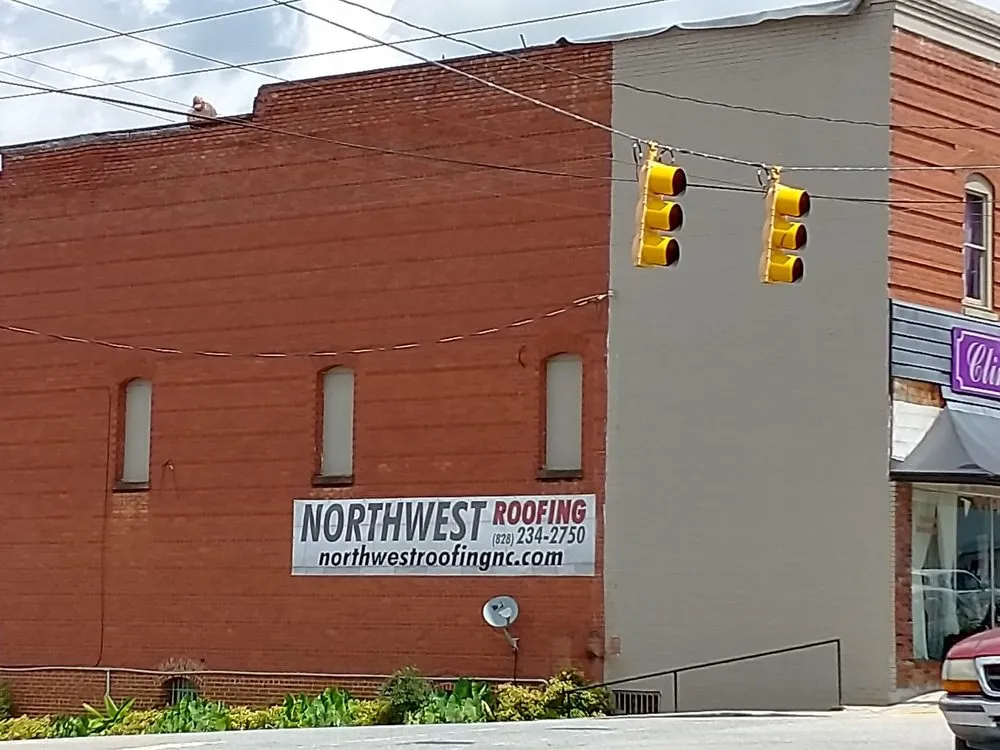 NORTHWEST ROOFING
(828) 234-2750
northwestroofingnc.com